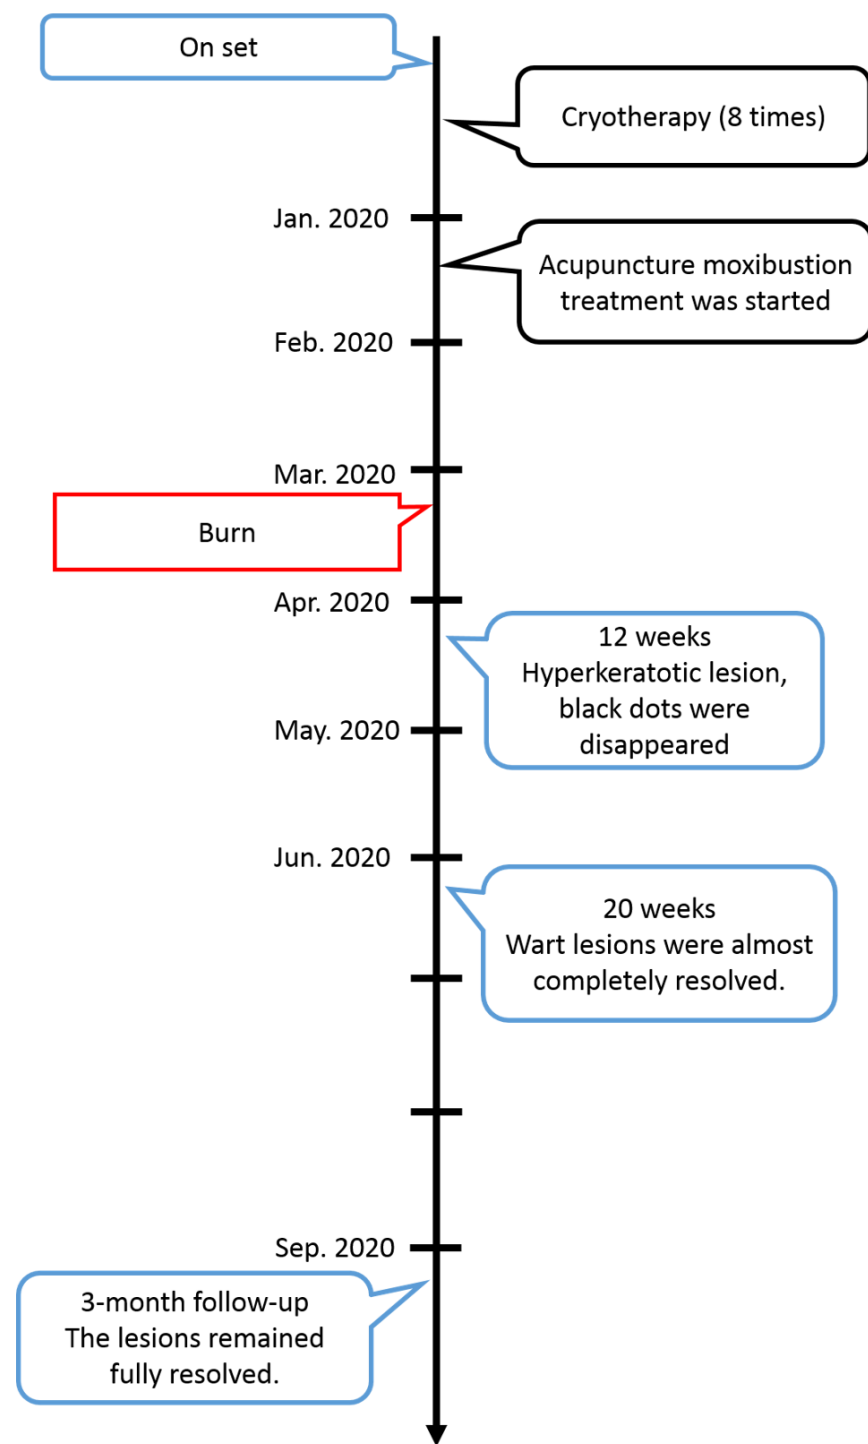 On set
Cryotherapy (8 times)
Jan. 2020
Acupuncture moxibustion
treatment was started
Feb. 2020
Mar. 2020
Burn
Apr. 2020
12 weeks
Hyperkeratotic lesion,
black dots were
disappeared
May. 2020
Jun. 2020
20 weeks
Wart lesions were almost
completely resolved.
Sep. 2020
3-month follow-up
The lesions remained
fully resolved.